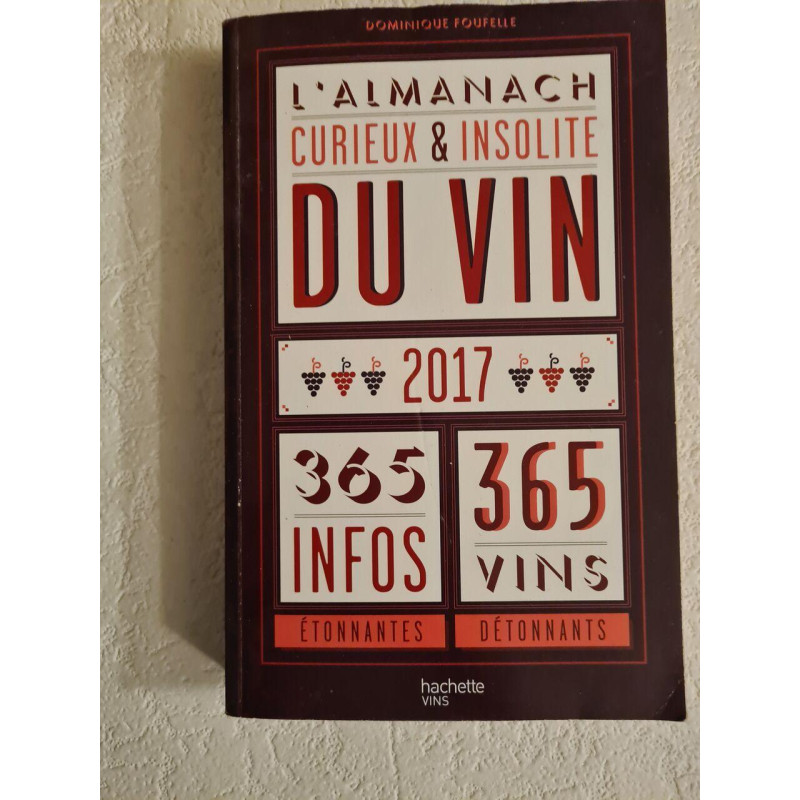 DOMINIQUE FOUFELLE
L'ALMANACH
CURIEUX & INSOLITE
DU VIN
2017
365
INFOS
ÉTONNANTES
365
VINS
DÉTONNANTS
hachette
VINS